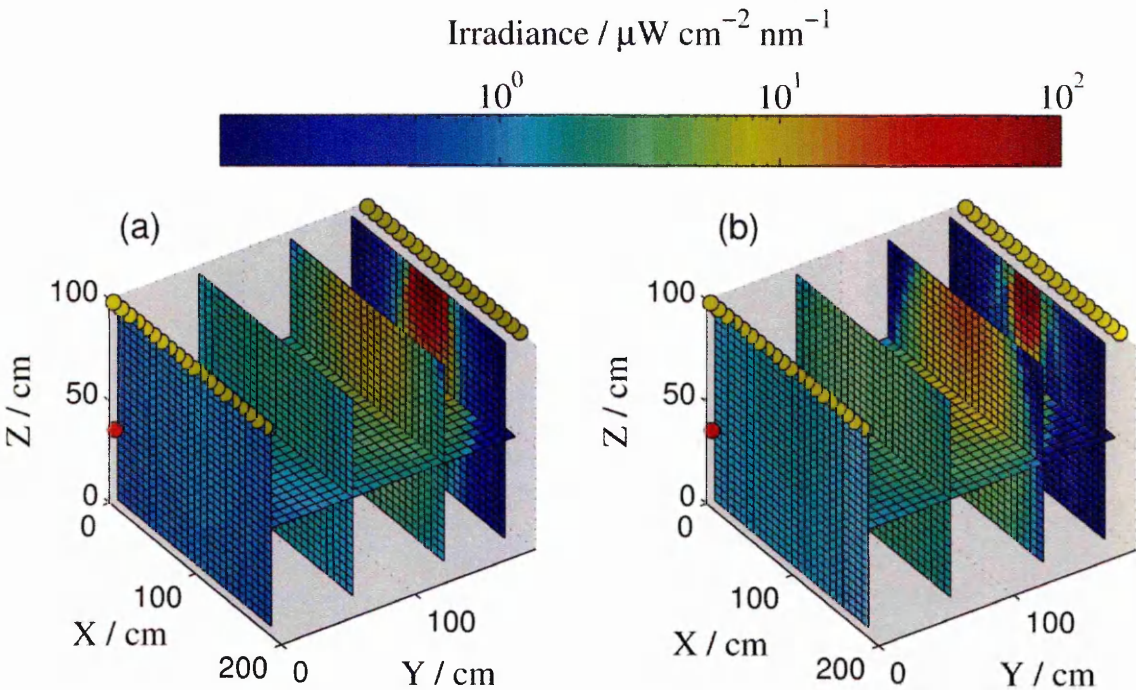 Irradiance / μW cm⁻² nm⁻¹
10⁰ 10¹ 10²
(a) (b)
100 100
50 50
0 0
0 0
Z / cm Z / cm
100 100
100 100
X / cm X / cm
200 0 200 0
Y / cm Y / cm